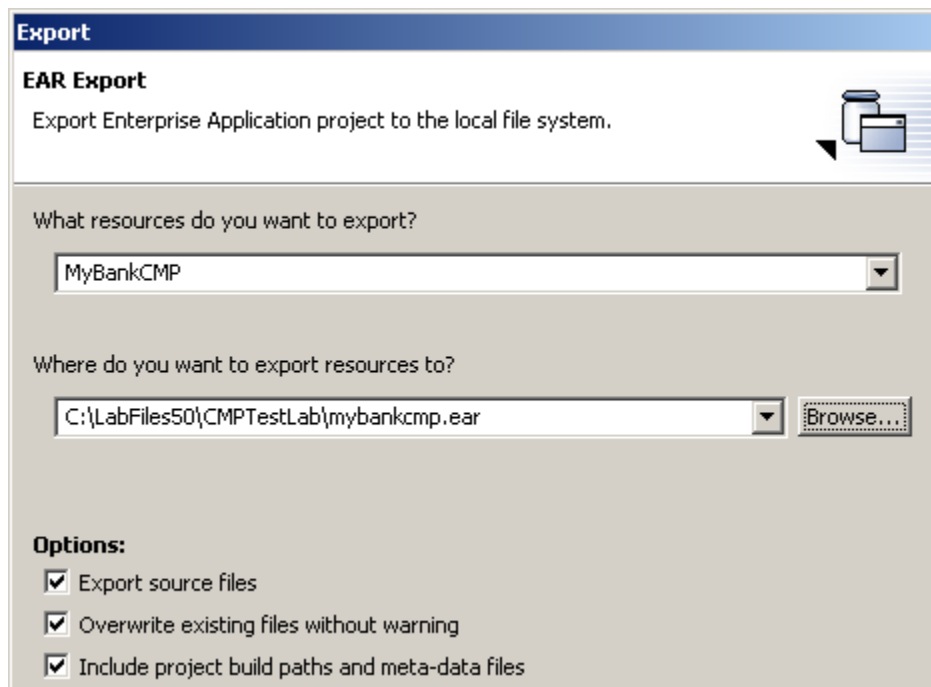 Export
EAR Export
Export Enterprise Application project to the local file system.
What resources do you want to export?
MyBankCMP
Where do you want to export resources to?
C:\LabFiles50\CMPTestLab\mybankcmp.ear
Browse...
Options:
Export source files
Overwrite existing files without warning
Include project build paths and meta-data files